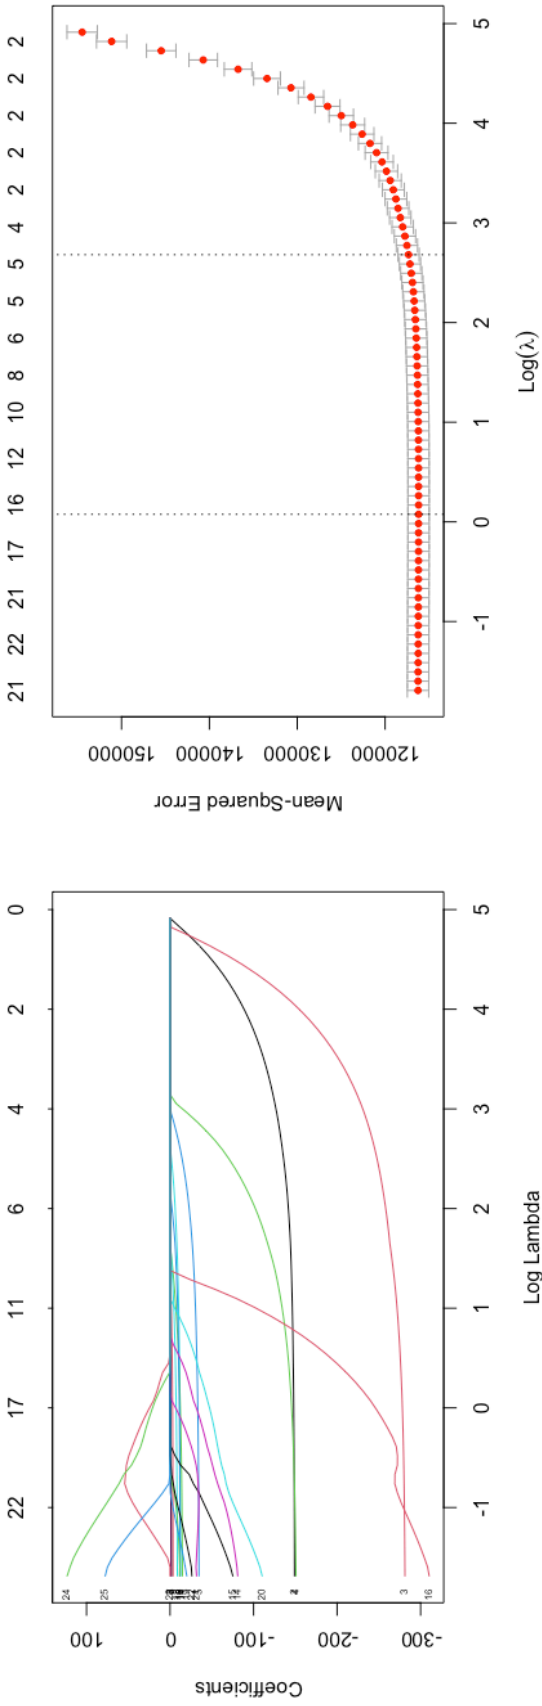 22 17 11 6 4 2 0
Coefficients
100
0
-100
-200
-300
24
25
20
3
16
-1 0 1 2 3 4 5
Log Lambda
21 22 21 17 16 12 10 8 6 5 5 4 2 2 2 2 2
Mean-Squared Error
150000
140000
130000
120000
-1 0 1 2 3 4 5
Log(λ)